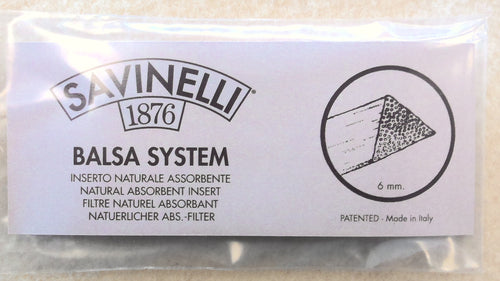 SAVINELLI
1876
BALSA SYSTEM
INSERTO NATURALE ASSORBENTE
NATURAL ABSORBENT INSERT
FILTRE NATUREL ABSORBANT
NATUERLICHER ABS.-FILTER
6 mm.
PATENTED - Made in Italy